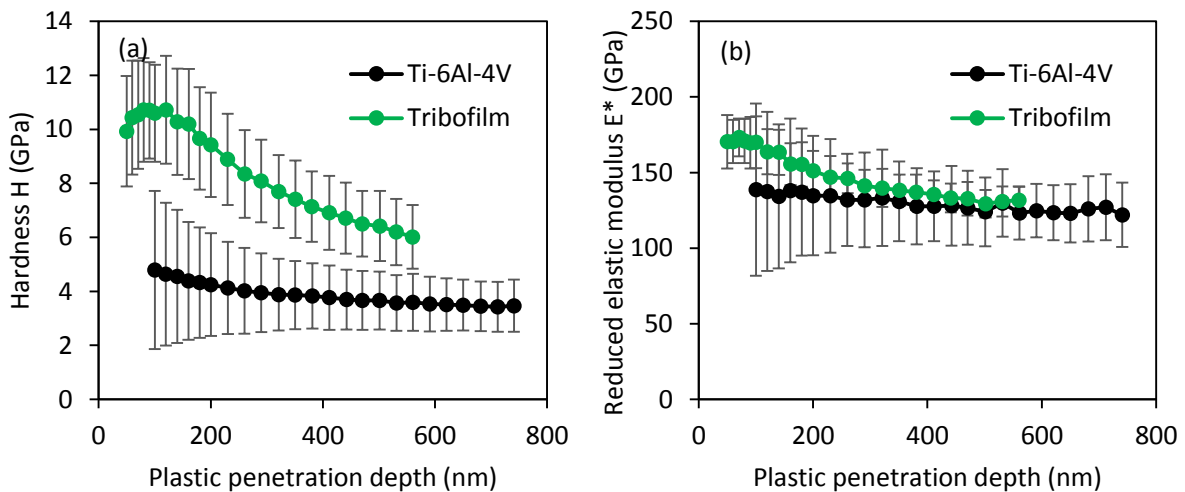 (a)
Ti-6Al-4V
Tribofilm
Hardness H (GPa)
14
12
10
8
6
4
2
0
0 200 400 600 800
Plastic penetration depth (nm)
(b)
Ti-6Al-4V
Tribofilm
Reduced elastic modulus E* (GPa)
250
200
150
100
50
0
0 200 400 600 800
Plastic penetration depth (nm)